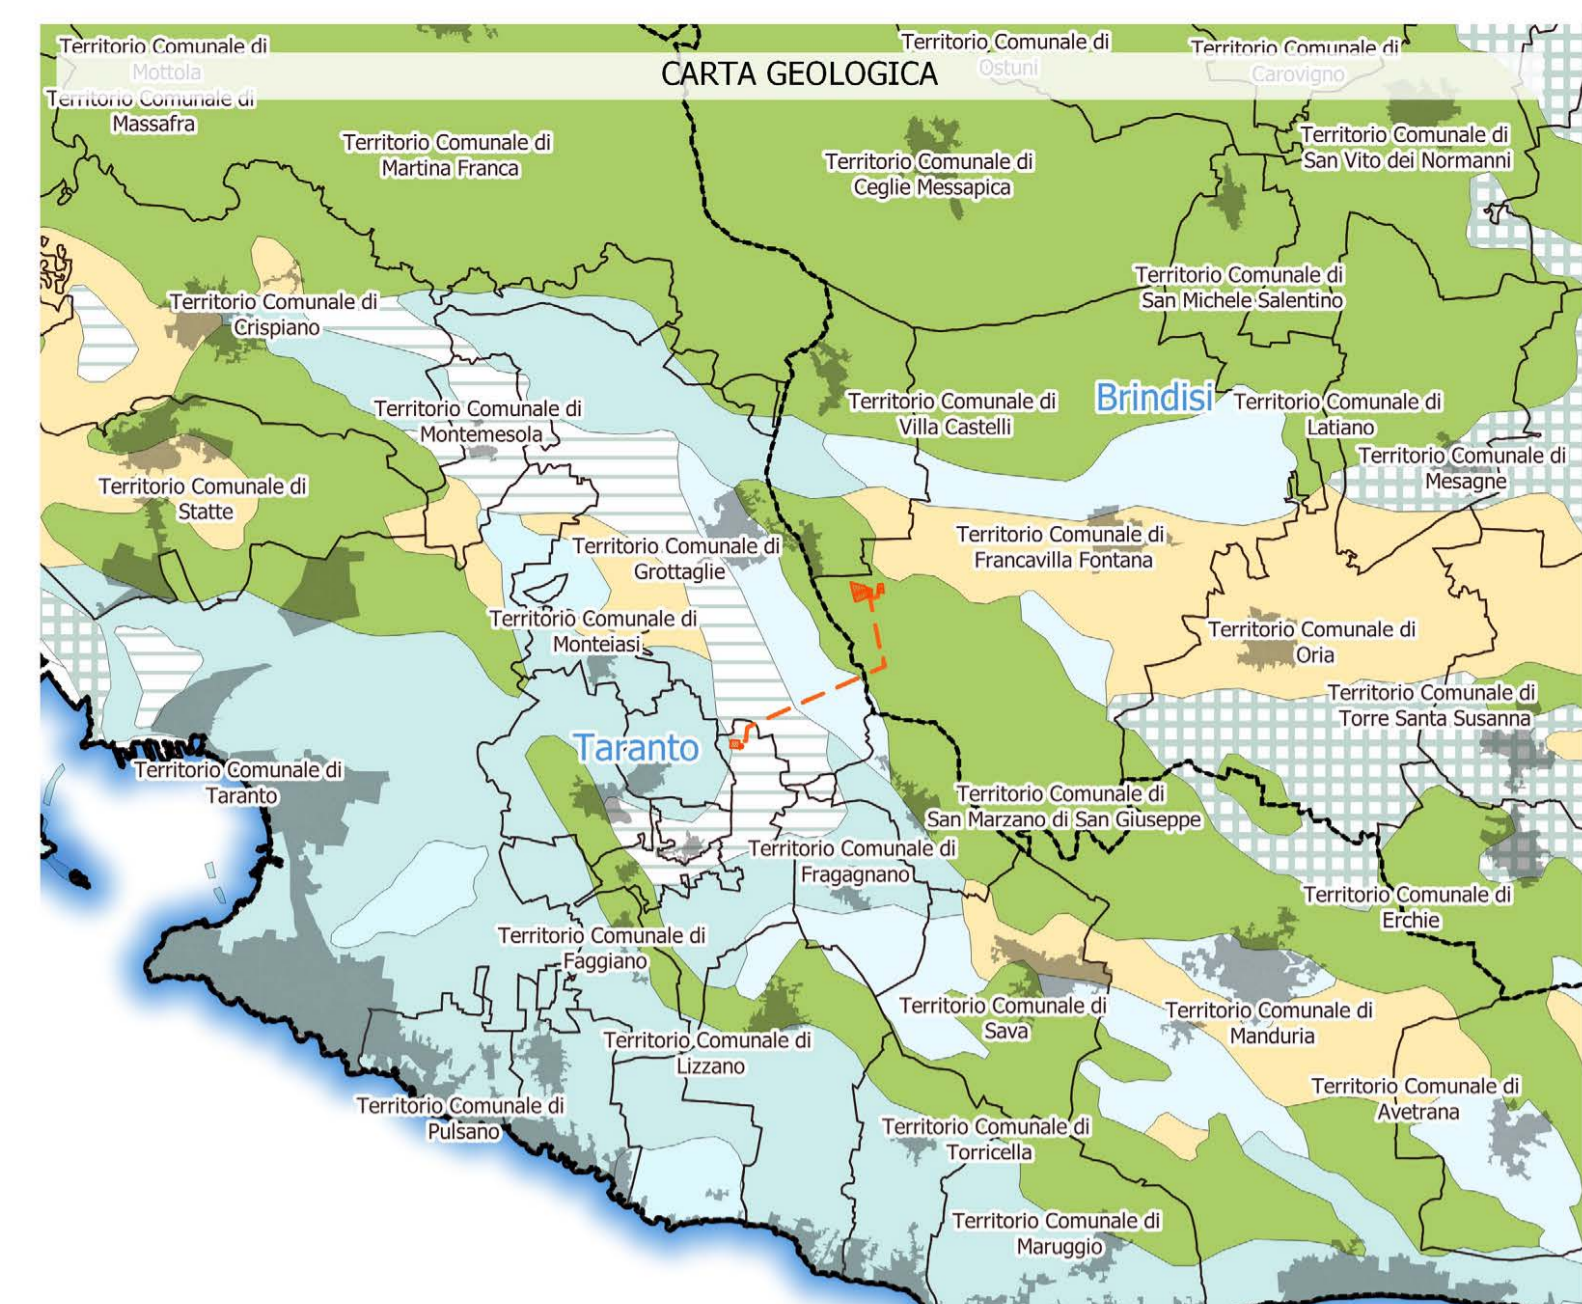 Territorio Comunale di
Mottola
Territorio Comunale di
Massafra
CARTA GEOLOGICA
Territorio Comunale di
Ostuni
Territorio Comunale di
Carovigno
Territorio Comunale di
Martina Franca
Territorio Comunale di
Ceglie Messapica
Territorio Comunale di
San Vito dei Normanni
Territorio Comunale di
San Michele Salentino
Territorio Comunale di
Crispiano
Territorio Comunale di
Montemesola
Territorio Comunale di
Villa Castelli
Brindisi
Territorio Comunale di
Latiano
Territorio Comunale di
Mesagne
Territorio Comunale di
Statte
Territorio Comunale di
Grottaglie
Territorio Comunale di
Francavilla Fontana
Territorio Comunale di
Monteiasi
Territorio Comunale di
Oria
Territorio Comunale di
Torre Santa Susanna
Taranto
Territorio Comunale di
Taranto
Territorio Comunale di
San Marzano di San Giuseppe
Territorio Comunale di
Fragagnano
Territorio Comunale di
Erchie
Territorio Comunale di
Faggiano
Territorio Comunale di
Sava
Territorio Comunale di
Manduria
Territorio Comunale di
Lizzano
Territorio Comunale di
Avetrana
Territorio Comunale di
Pulsano
Territorio Comunale di
Torricella
Territorio Comunale di
Maruggio